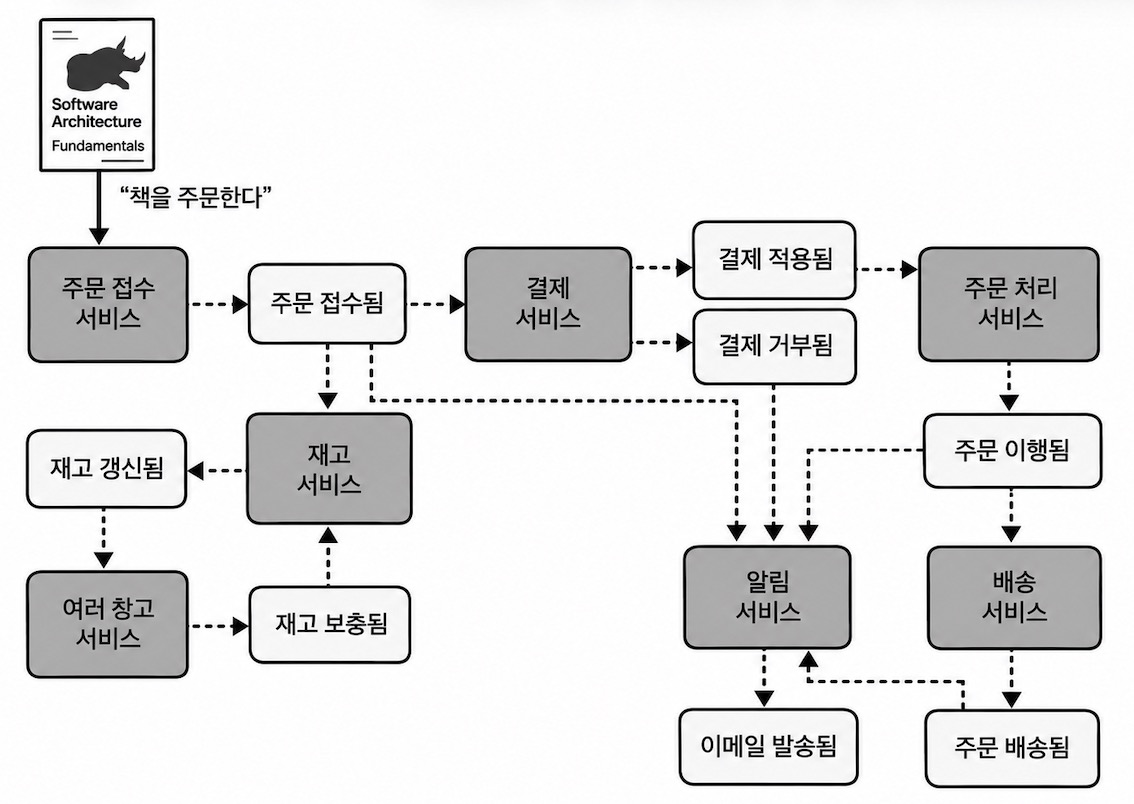 Software
Architecture
Fundamentals
“책을 주문한다”
주문 접수
서비스
주문 접수됨
결제
서비스
결제 적용됨
결제 거부됨
주문 처리
서비스
재고 갱신됨
재고
서비스
주문 이행됨
여러 창고
서비스
재고 보충됨
알림
서비스
배송
서비스
이메일 발송됨
주문 배송됨